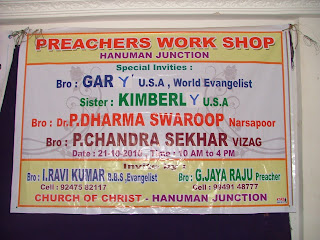 PREACHERS WORK SHOP
HANUMAN JUNCTION
Special Invities :
Bro : GARY U.S.A , World Evangelist
Sister : KIMBERLY U.S.A
Bro : Dr. P.DHARMA SWAROOP Narsapoor
Bro : P.CHANDRA SEKHAR VIZAG
Date : 21-10-2010 , Time : 10 AM to 4 PM
Invite by :
Bro : I.RAVI KUMAR B.B.S ,Evangelist
Cell : 92475 82117
Bro : G.JAYA RAJU Preacher
Cell : 99491 48777
CHURCH OF CHRIST - HANUMAN JUNCTION